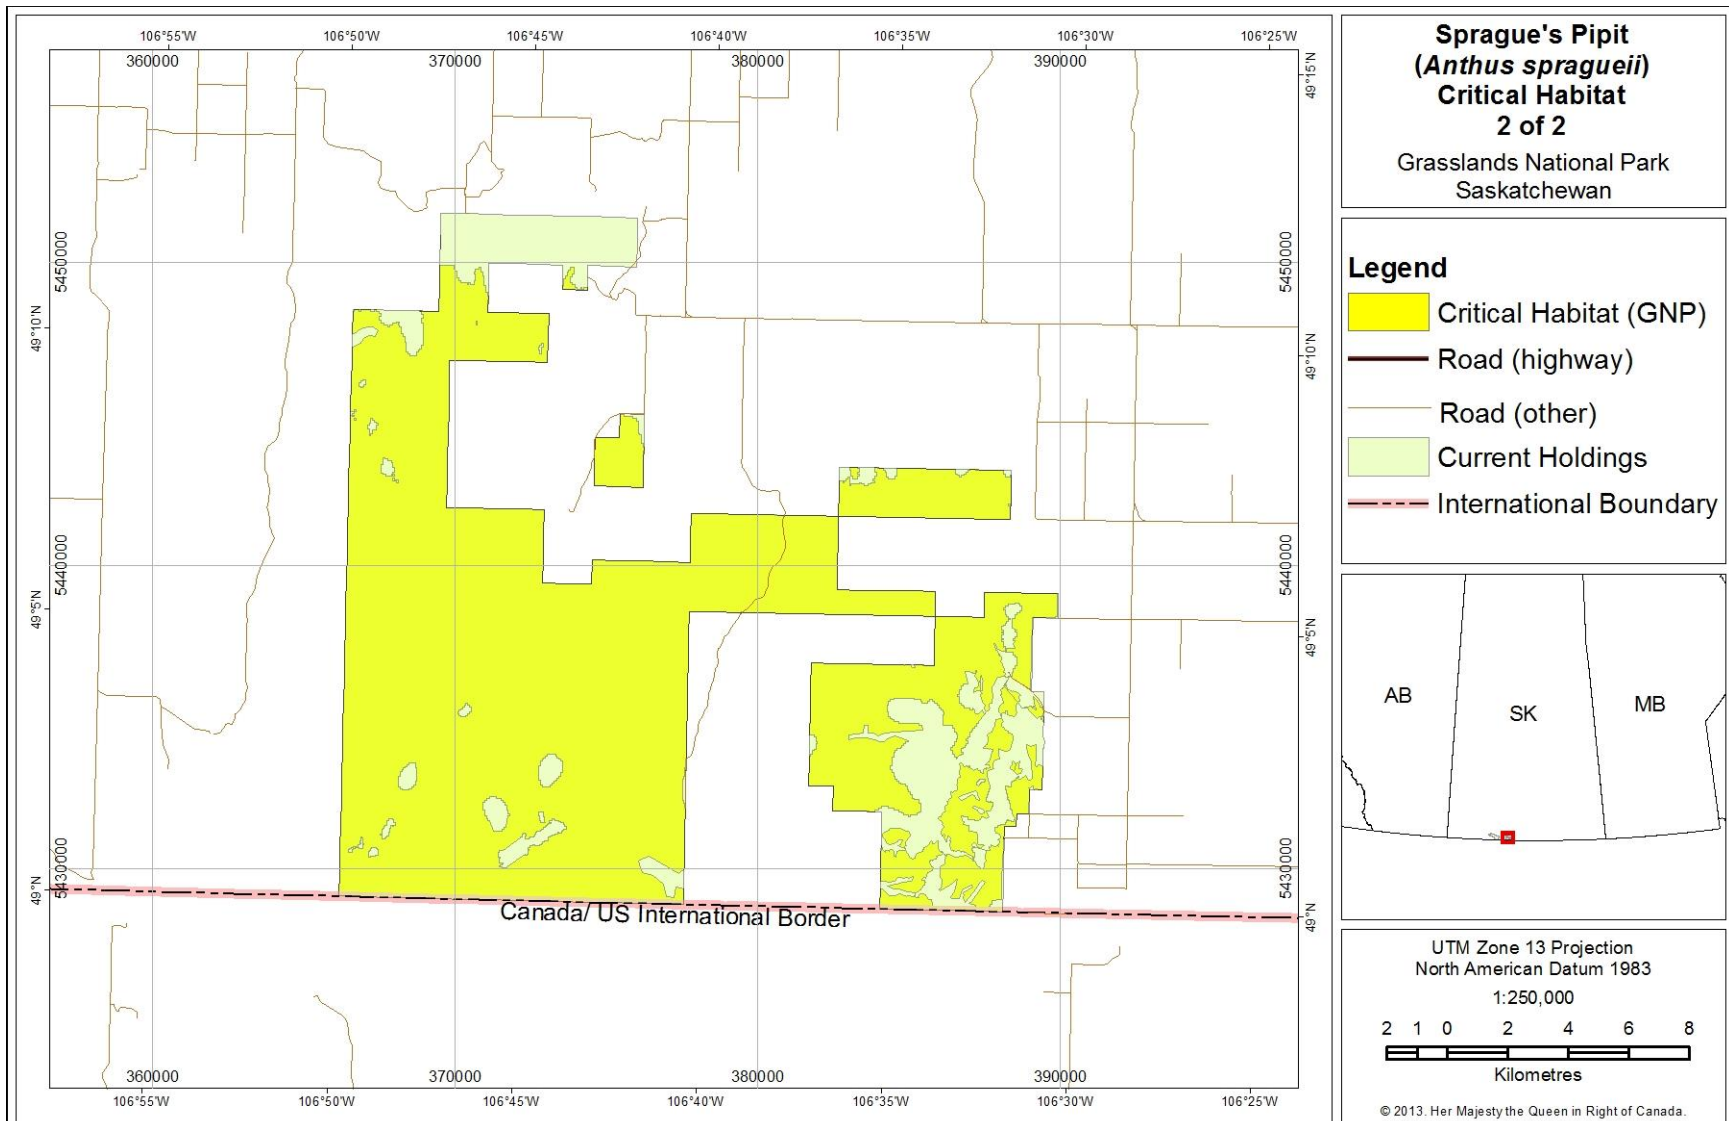 106°55'W 106°50'W 106°45'W 106°40'W 106°35'W 106°30'W 106°25'W
360000 370000 380000 390000
49°15'N
5450000 5450000
49°10'N 49°10'N
5440000 5440000
49°5'N 49°5'N
5430000 5430000
49°N 49°N
Canada/ US International Border
360000 370000 380000 390000
106°55'W 106°50'W 106°45'W 106°40'W 106°35'W 106°30'W 106°25'W
Sprague's Pipit
(Anthus spragueii)
Critical Habitat
2 of 2
Grasslands National Park
Saskatchewan
Legend
Critical Habitat (GNP)
Road (highway)
Road (other)
Current Holdings
International Boundary
AB SK MB
UTM Zone 13 Projection
North American Datum 1983
1:250,000
2 1 0 2 4 6 8
Kilometres
© 2013. Her Majesty the Queen in Right of Canada.